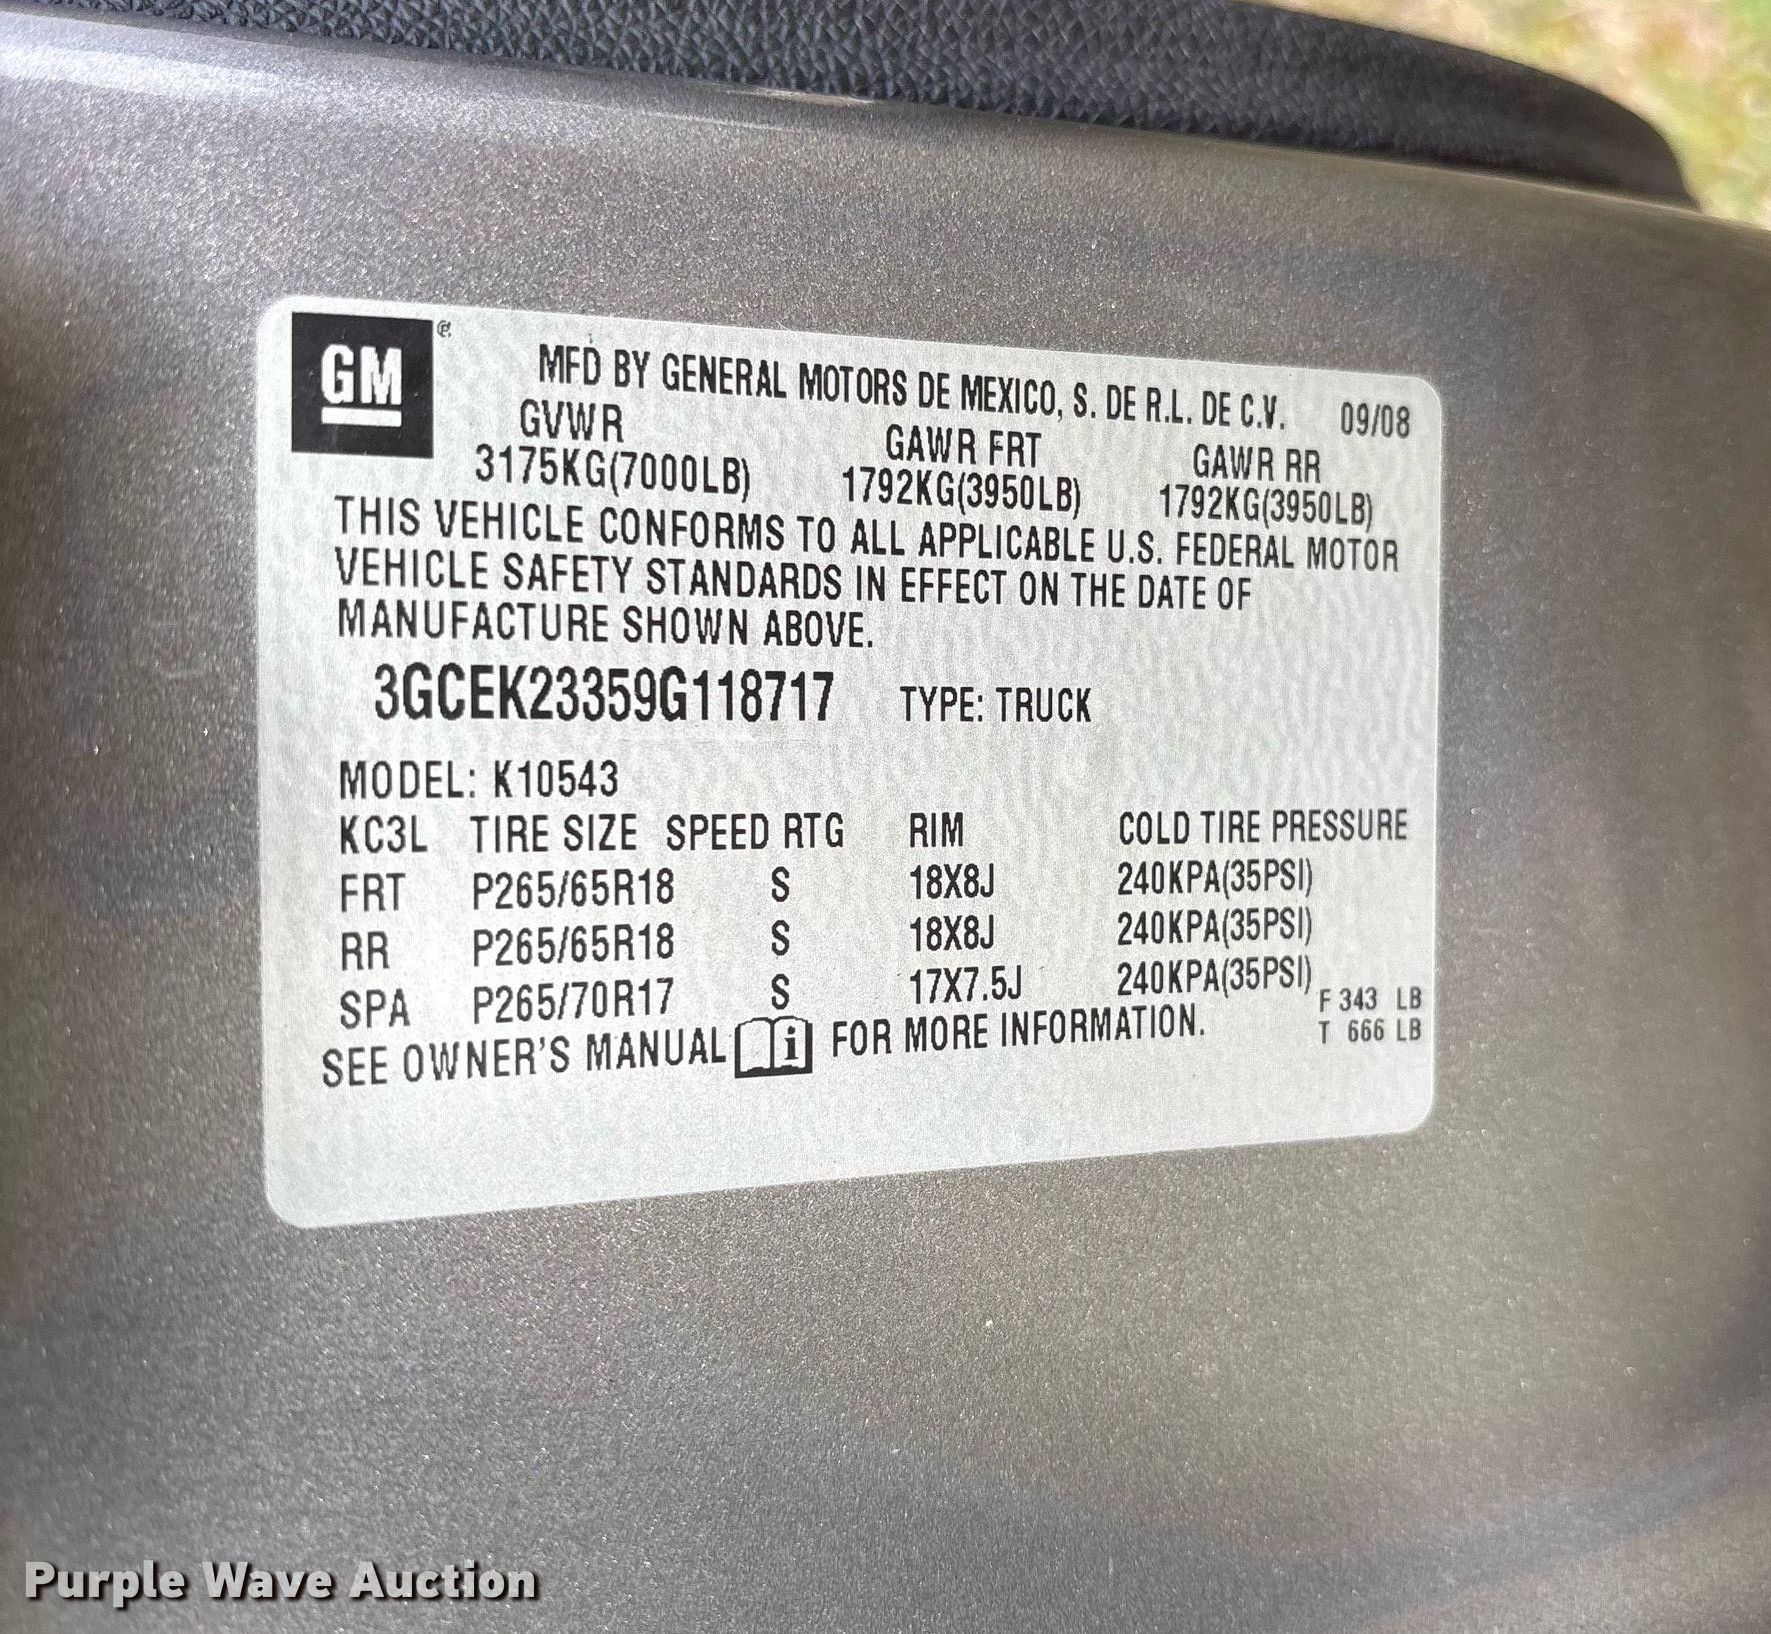 GM®
MFD BY GENERAL MOTORS DE MEXICO, S. DE R.L. DE C.V. 09/08
GVWR GAWR FRT GAWR RR
3175KG(7000LB) 1792KG(3950LB) 1792KG(3950LB)
THIS VEHICLE CONFORMS TO ALL APPLICABLE U.S. FEDERAL MOTOR
VEHICLE SAFETY STANDARDS IN EFFECT ON THE DATE OF
MANUFACTURE SHOWN ABOVE.
3GCEK23359G118717 TYPE: TRUCK
MODEL: K10543
KC3L TIRE SIZE SPEED RTG RIM COLD TIRE PRESSURE
FRT P265/65R18 S 18X8J 240KPA(35PSI)
RR P265/65R18 S 18X8J 240KPA(35PSI)
SPA P265/70R17 S 17X7.5J 240KPA(35PSI)
F 343 LB
T 666 LB
SEE OWNER'S MANUAL i FOR MORE INFORMATION.
Purple Wave Auction